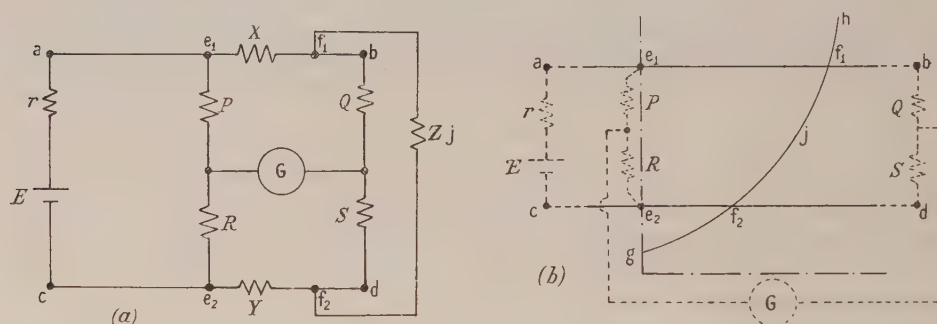 a e₁ X f₁ b
r P Q Z j
G
E R S
c e₂ Y f₂ d
(a)
h
a e₁ f₁ b
r P Q
j
E R S
c e₂ f₂ d
g
(b) G